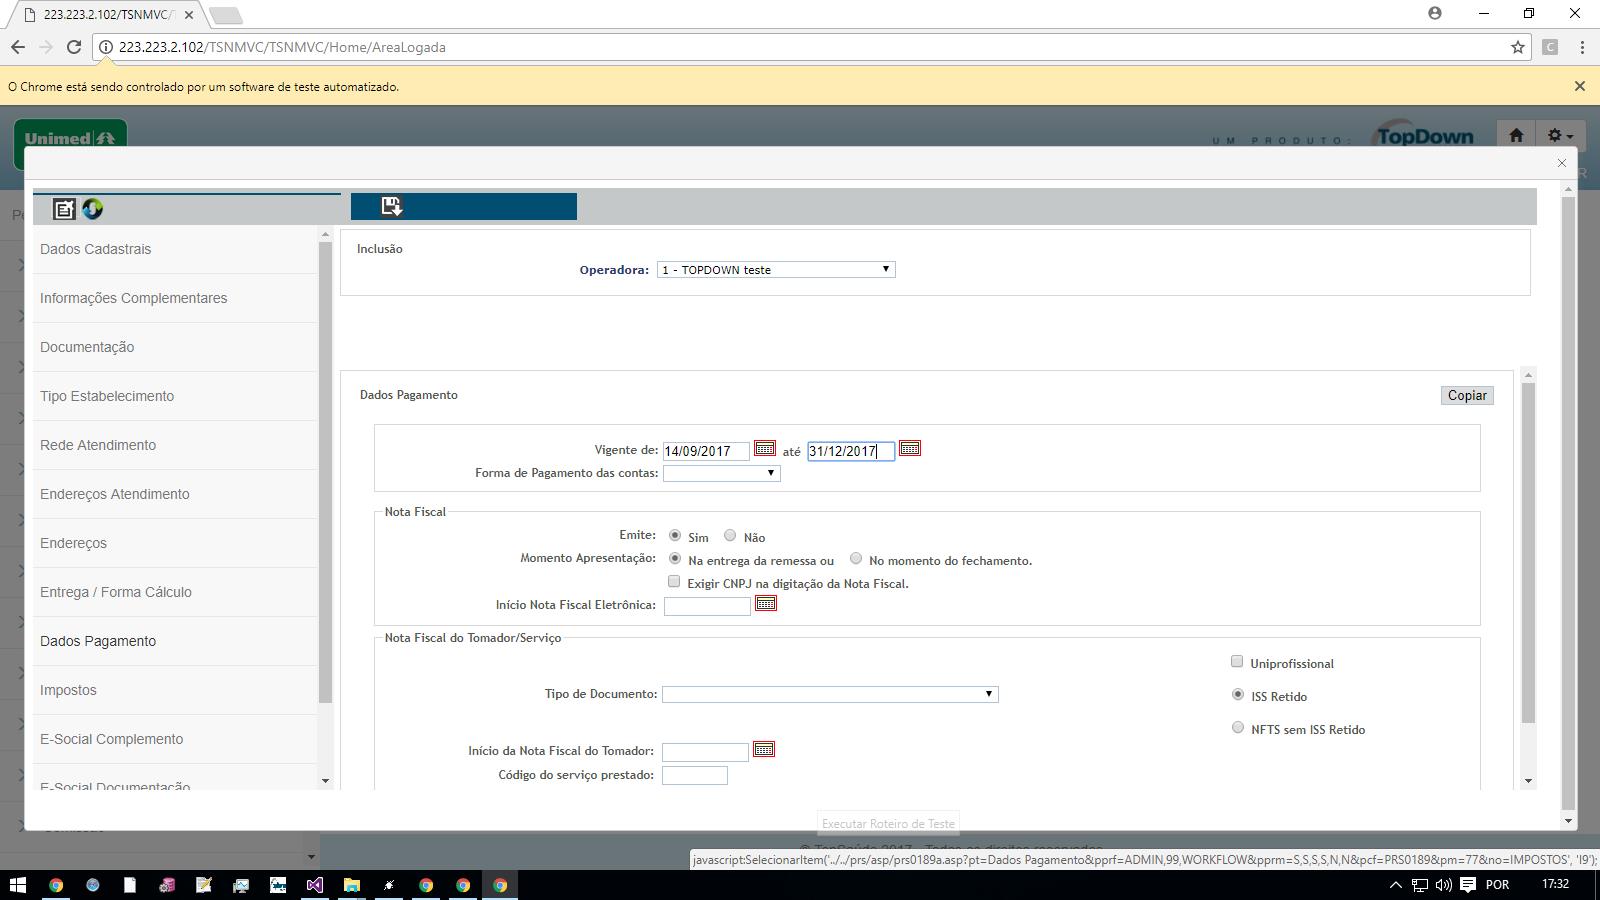 223.223.2.102/TSNMVC/
223.223.2.102/TSNMVC/TSNMVC/Home/AreaLogada
O Chrome está sendo controlado por um software de teste automatizado.
Unimed
UM PRODUTO:
TopDown
Inclusão
Operadora: 1 - TOPDOWN teste
Dados Cadastrais
Informações Complementares
Documentação
Tipo Estabelecimento
Rede Atendimento
Endereços Atendimento
Endereços
Entrega / Forma Cálculo
Dados Pagamento
Impostos
E-Social Complemento
E-Social Documentação
Dados Pagamento
Copiar
Vigente de: 14/09/2017 até 31/12/2017
Forma de Pagamento das contas:
Nota Fiscal
Emite: Sim Não
Momento Apresentação: Na entrega da remessa ou No momento do fechamento.
Exigir CNPJ na digitação da Nota Fiscal.
Início Nota Fiscal Eletrônica:
Nota Fiscal do Tomador/Serviço
Uniprofissional
Tipo de Documento:
ISS Retido
NFTS sem ISS Retido
Início da Nota Fiscal do Tomador:
Código do serviço prestado:
Executar Roteiro de Teste
javascript:SelecionarItem('../../prs/asp/prs0189a.asp?pt=Dados Pagamento&pprf=ADMIN,99,WORKFLOW&pprm=S,S,S,S,N,N&pcf=PRS0189&pm=77&no=IMPOSTOS', 'I9');
POR
17:32